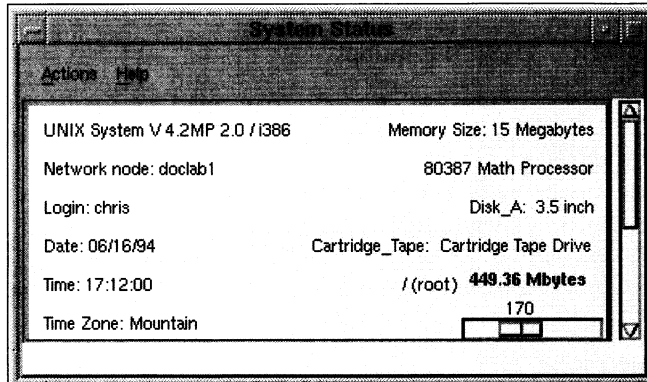 System Status
Actions Help
UNIX System V 4.2MP 2.0 / i386
Memory Size: 15 Megabytes
Network node: doclab1
80387 Math Processor
Login: chris
Disk_A: 3.5 inch
Date: 06/16/94
Cartridge_Tape: Cartridge Tape Drive
Time: 17:12:00
/ (root) 449.36 Mbytes
170
Time Zone: Mountain